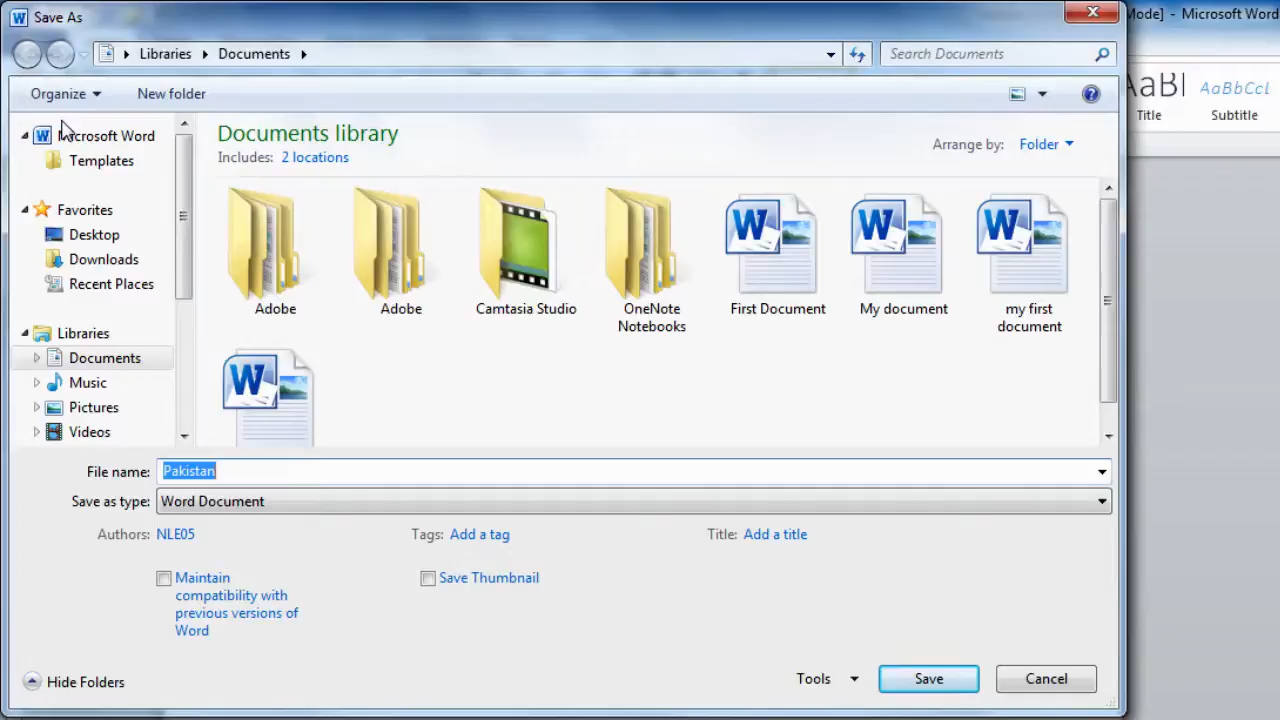 Save As
Mode] - Microsoft Word
Libraries
Documents
Search Documents
Organize
New folder
AaBbCcL
Title
Subtitle
Microsoft Word
Templates
Favorites
Desktop
Downloads
Recent Places
Libraries
Documents
Music
Pictures
Videos
Documents library
Includes: 2 locations
Arrange by: Folder
Adobe
Adobe
Camtasia Studio
OneNote
Notebooks
First Document
My document
my first
document
File name: Pakistan
Save as type: Word Document
Authors: NLE05
Tags: Add a tag
Title: Add a title
Maintain
compatibility with
previous versions of
Word
Save Thumbnail
Hide Folders
Tools
Save
Cancel